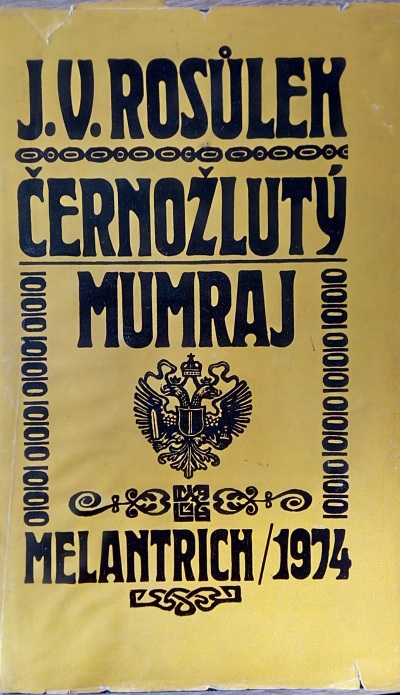 J.V. ROSŮLEK
ČERNOŽLUTÝ
MUMRAJ
MELANTRICH/1974